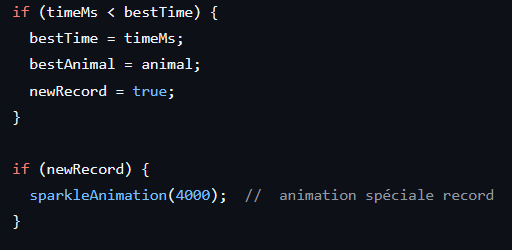 if (timeMs < bestTime) {
  bestTime = timeMs;
  bestAnimal = animal;
  newRecord = true;
}

if (newRecord) {
  sparkleAnimation(4000);  //  animation spéciale record
}